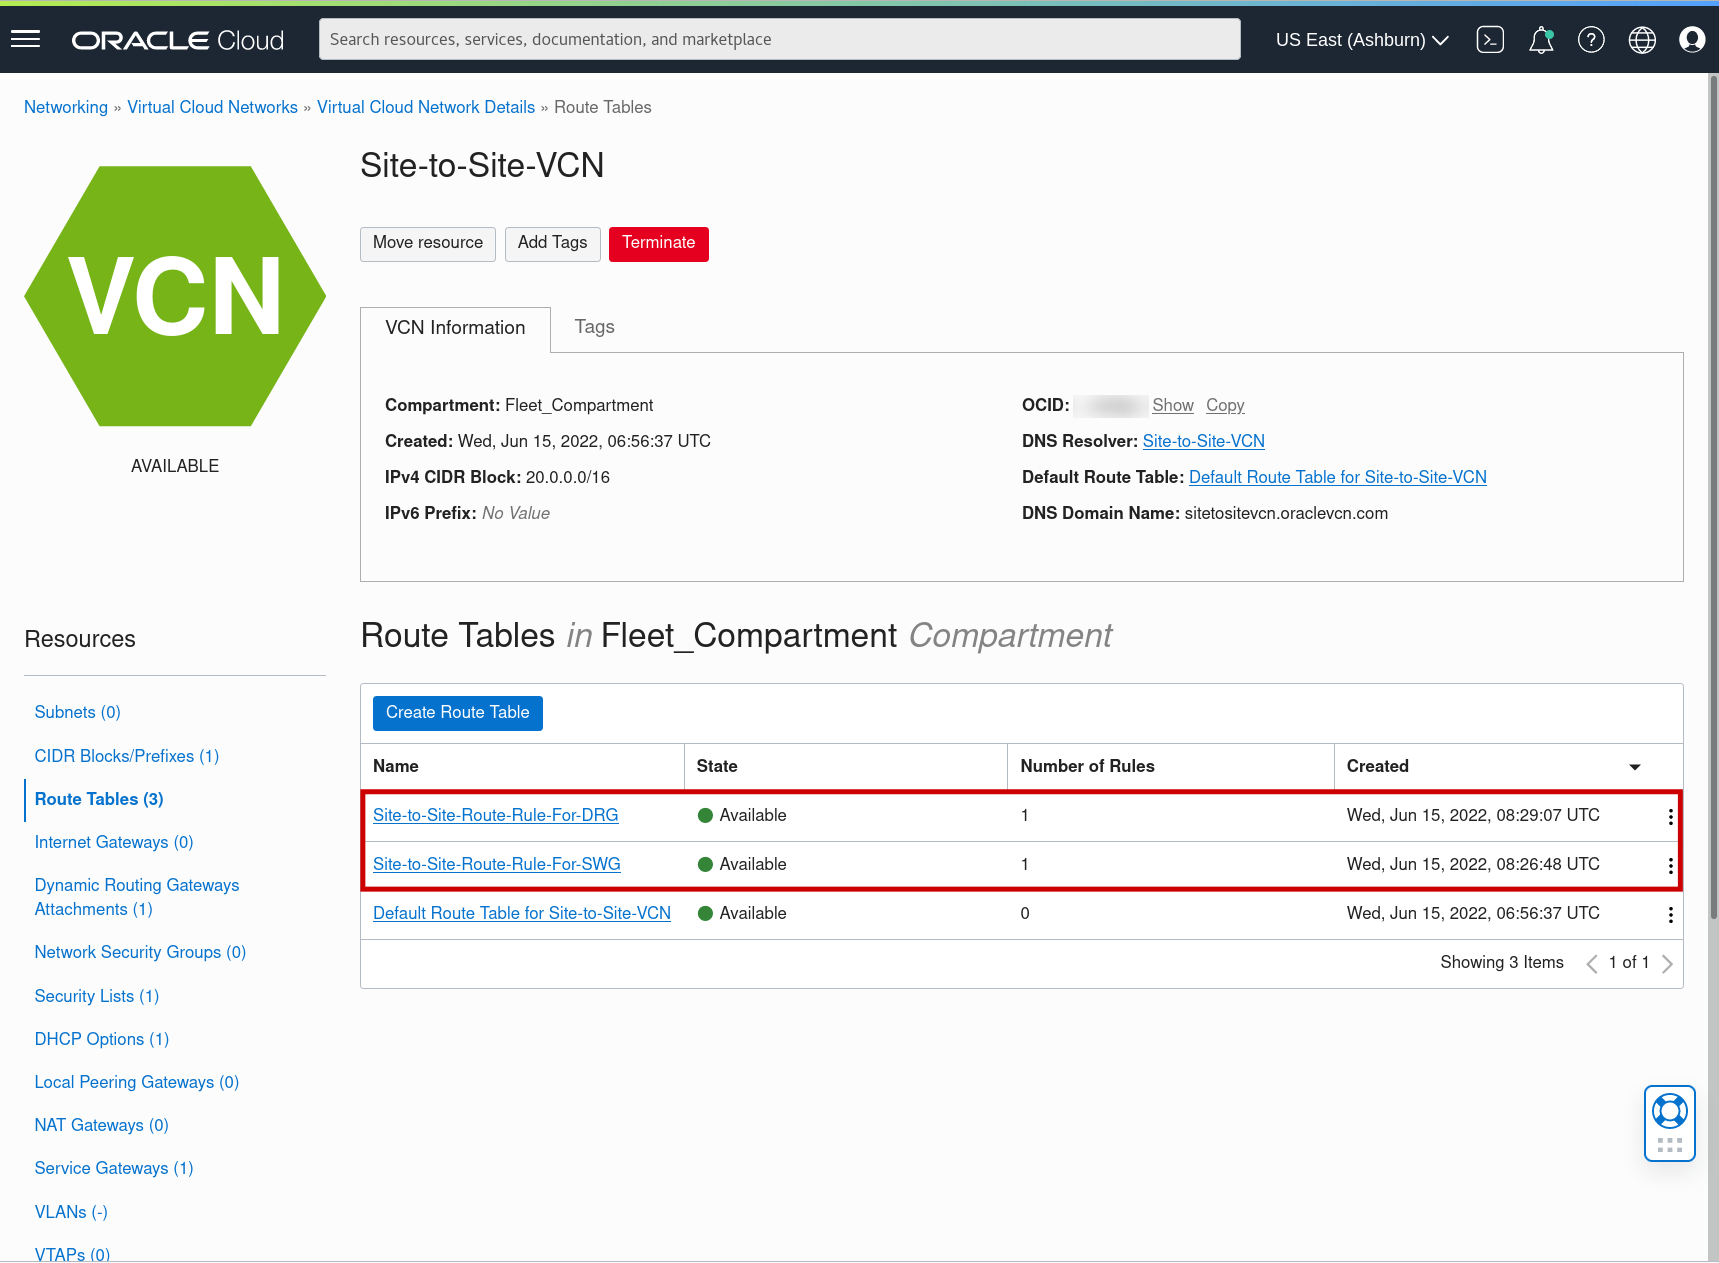 ORACLE Cloud
Search resources, services, documentation, and marketplace
US East (Ashburn)
Networking » Virtual Cloud Networks » Virtual Cloud Network Details » Route Tables
VCN
AVAILABLE
Site-to-Site-VCN
Move resource
Add Tags
Terminate
VCN Information
Tags
Compartment: Fleet_Compartment
Created: Wed, Jun 15, 2022, 06:56:37 UTC
IPv4 CIDR Block: 20.0.0.0/16
IPv6 Prefix: No Value
OCID: Show Copy
DNS Resolver: Site-to-Site-VCN
Default Route Table: Default Route Table for Site-to-Site-VCN
DNS Domain Name: sitetositevcn.oraclevcn.com
Resources
Subnets (0)
CIDR Blocks/Prefixes (1)
Route Tables (3)
Internet Gateways (0)
Dynamic Routing Gateways
Attachments (1)
Network Security Groups (0)
Security Lists (1)
DHCP Options (1)
Local Peering Gateways (0)
NAT Gateways (0)
Service Gateways (1)
VLANs (-)
VTAPs (0)
Route Tables in Fleet_Compartment Compartment
Create Route Table
Name State Number of Rules Created
Site-to-Site-Route-Rule-For-DRG Available 1 Wed, Jun 15, 2022, 08:29:07 UTC
Site-to-Site-Route-Rule-For-SWG Available 1 Wed, Jun 15, 2022, 08:26:48 UTC
Default Route Table for Site-to-Site-VCN Available 0 Wed, Jun 15, 2022, 06:56:37 UTC
Showing 3 Items 1 of 1